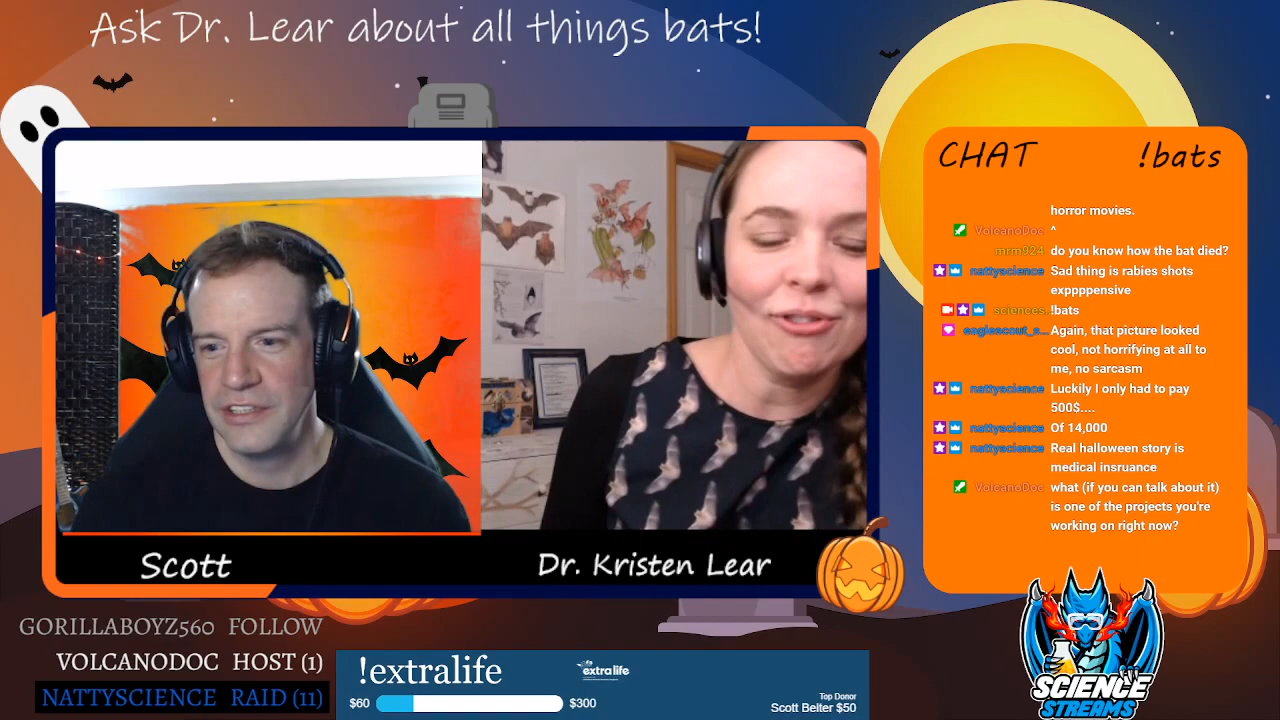 Ask Dr. Lear about all things bats!
CHAT !bats
horror movies.
VolcanoDoc ^
mrm924 do you know how the bat died?
nattyscience Sad thing is rabies shots
exppppensive
sciences... !bats
eaglescout_s... Again, that picture looked
cool, not horrifying at all to
me, no sarcasm
nattyscience Luckily I only had to pay
500$....
nattyscience Of 14,000
nattyscience Real halloween story is
medical insruance
VolcanoDoc what (if you can talk about it)
is one of the projects you're
working on right now?
Scott
Dr. Kristen Lear
GORILLABOYZ560 FOLLOW
VOLCANODOC HOST (1)
NATTYSCIENCE RAID (11)
!extralife
extralife
$60 $300
Top Donor
Scott Belter $50
SCIENCE
STREAMS